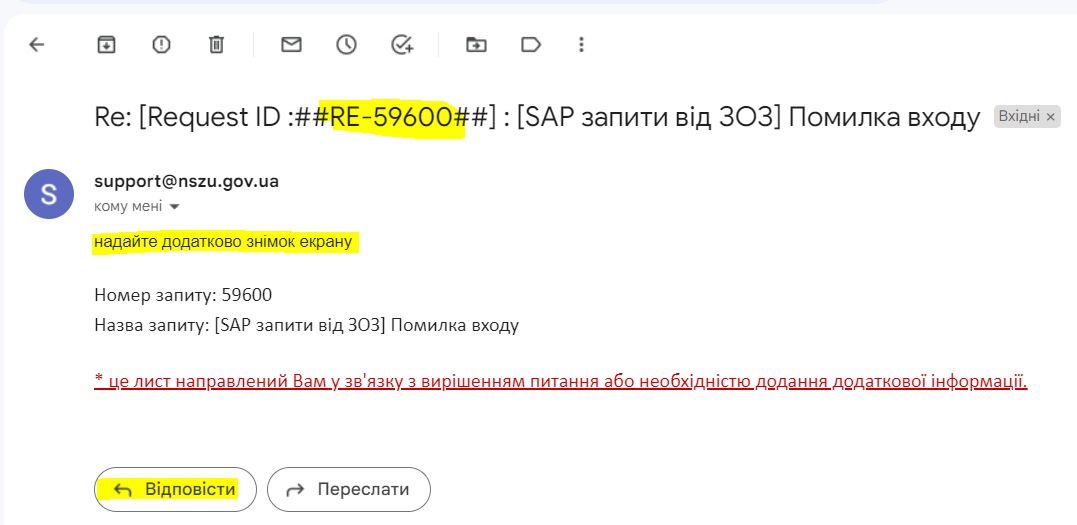 Re: [Request ID :##RE-59600##] : [SAP запити від ЗОЗ] Помилка входу Вхідні ×
S
support@nszu.gov.ua
кому мені
надайте додатково знімок екрану
Номер запиту: 59600
Назва запиту: [SAP запити від ЗОЗ] Помилка входу
* це лист направлений Вам у зв'язку з вирішенням питання або необхідністю додання додаткової інформації.
Відповісти Переслати